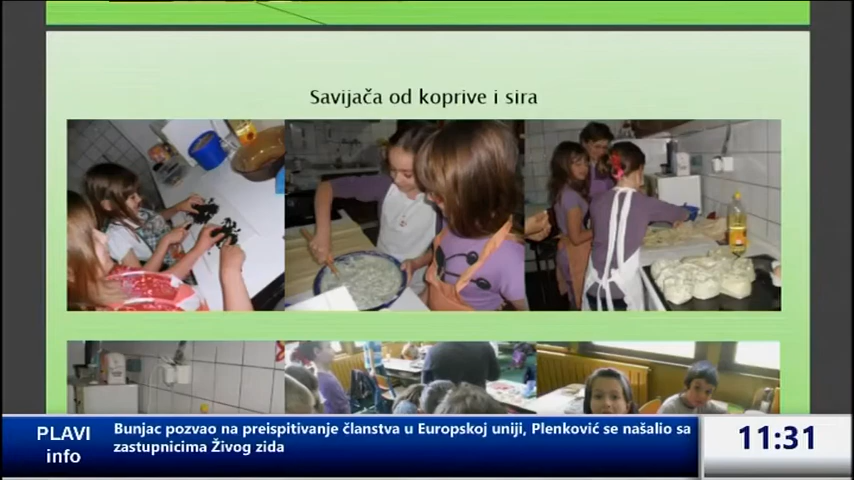 Savijača od koprive i sira
PLAVI
info
Bunjac pozvao na preispitivanje članstva u Europskoj uniji, Plenković se našalio sa
zastupnicima Živog zida
11:31